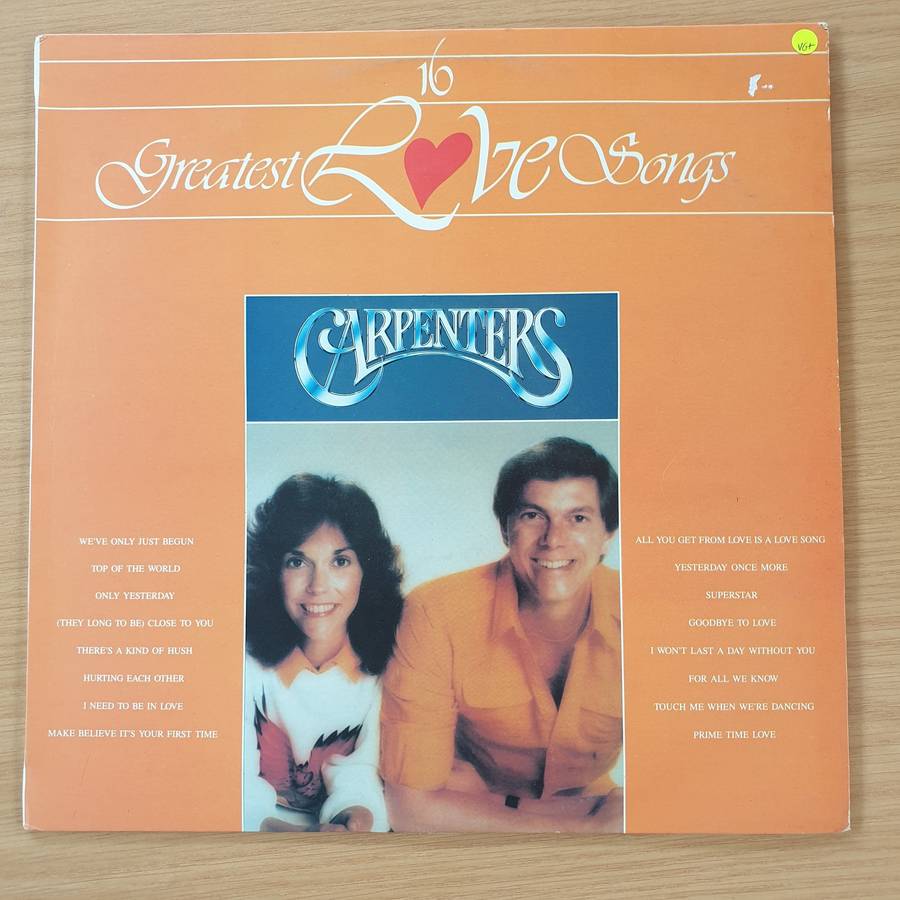 VG+
16
Greatest Love Songs
CARPENTERS
WE'VE ONLY JUST BEGUN
TOP OF THE WORLD
ONLY YESTERDAY
(THEY LONG TO BE) CLOSE TO YOU
THERE'S A KIND OF HUSH
HURTING EACH OTHER
I NEED TO BE IN LOVE
MAKE BELIEVE IT'S YOUR FIRST TIME
ALL YOU GET FROM LOVE IS A LOVE SONG
YESTERDAY ONCE MORE
SUPERSTAR
GOODBYE TO LOVE
I WON'T LAST A DAY WITHOUT YOU
FOR ALL WE KNOW
TOUCH ME WHEN WE'RE DANCING
PRIME TIME LOVE